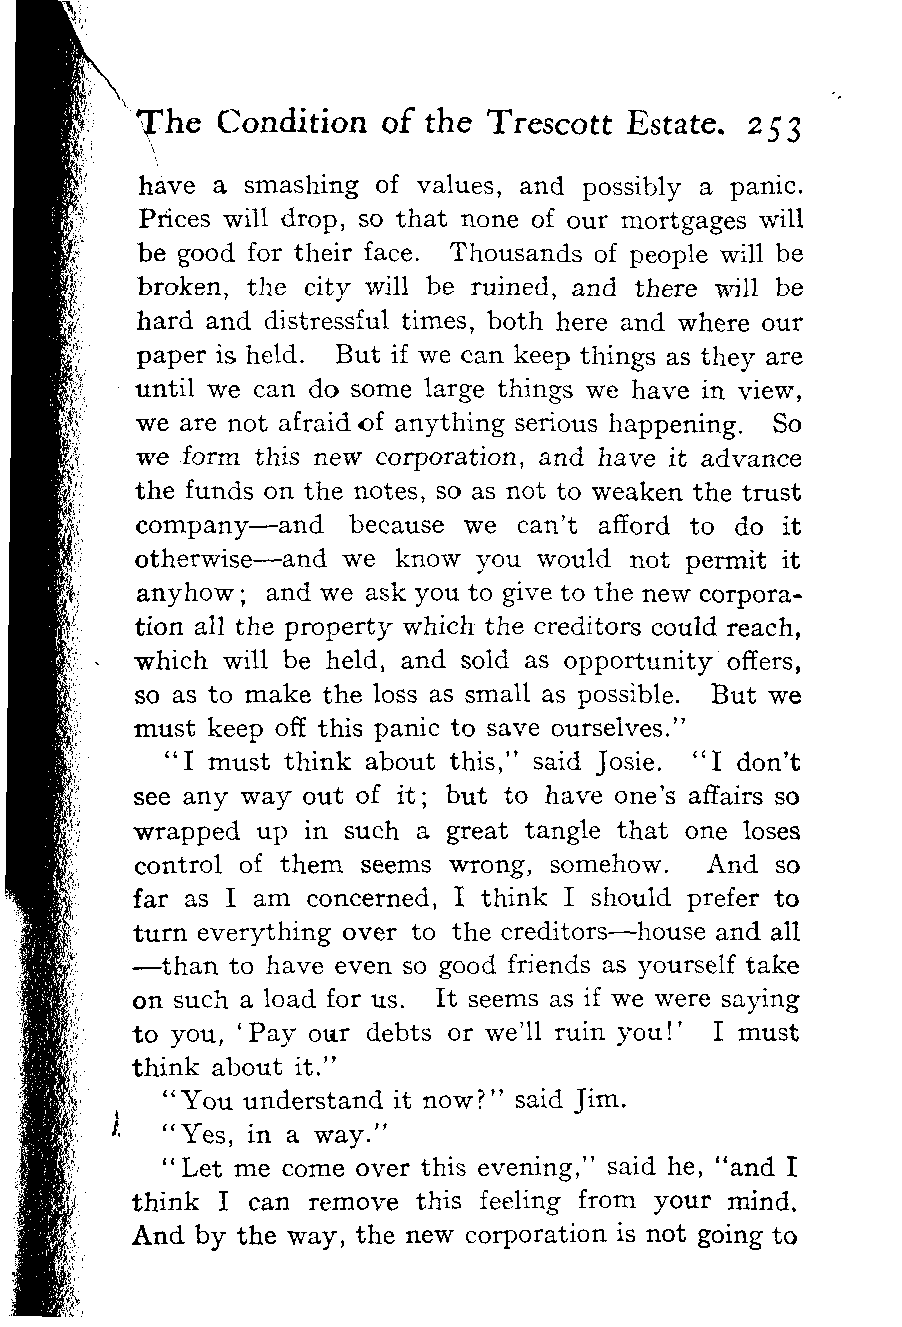 The Condition of the Trescott Estate. 253
have a smashing of values, and possibly a panic.
Prices will drop, so that none of our mortgages will
be good for their face. Thousands of people will be
broken, the city will be ruined, and there will be
hard and distressful times, both here and where our
paper is held. But if we can keep things as they are
until we can do some large things we have in view,
we are not afraid of anything serious happening. So
we form this new corporation, and have it advance
the funds on the notes, so as not to weaken the trust
company—and because we can't afford to do it
otherwise—and we know you would not permit it
anyhow; and we ask you to give to the new corpora-
tion all the property which the creditors could reach,
which will be held, and sold as opportunity offers,
so as to make the loss as small as possible. But we
must keep off this panic to save ourselves."
"I must think about this," said Josie. "I don't
see any way out of it; but to have one's affairs so
wrapped up in such a great tangle that one loses
control of them seems wrong, somehow. And so
far as I am concerned, I think I should prefer to
turn everything over to the creditors—house and all
—than to have even so good friends as yourself take
on such a load for us. It seems as if we were saying
to you, 'Pay our debts or we'll ruin you!' I must
think about it."
"You understand it now?" said Jim.
"Yes, in a way."
"Let me come over this evening," said he, "and I
think I can remove this feeling from your mind.
And by the way, the new corporation is not going to